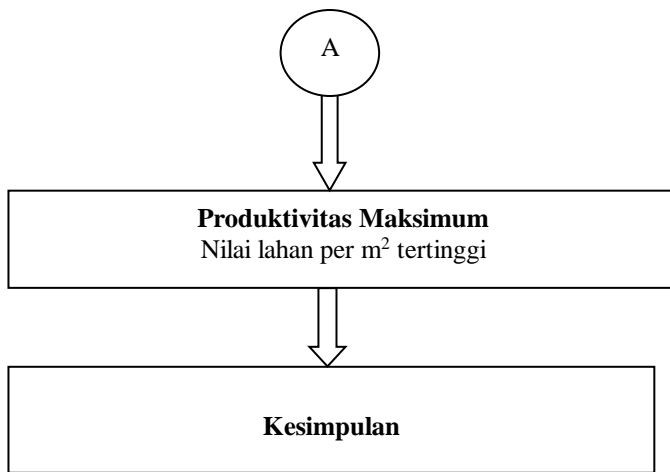 A
Produktivitas Maksimum
Nilai lahan per m² tertinggi
Kesimpulan